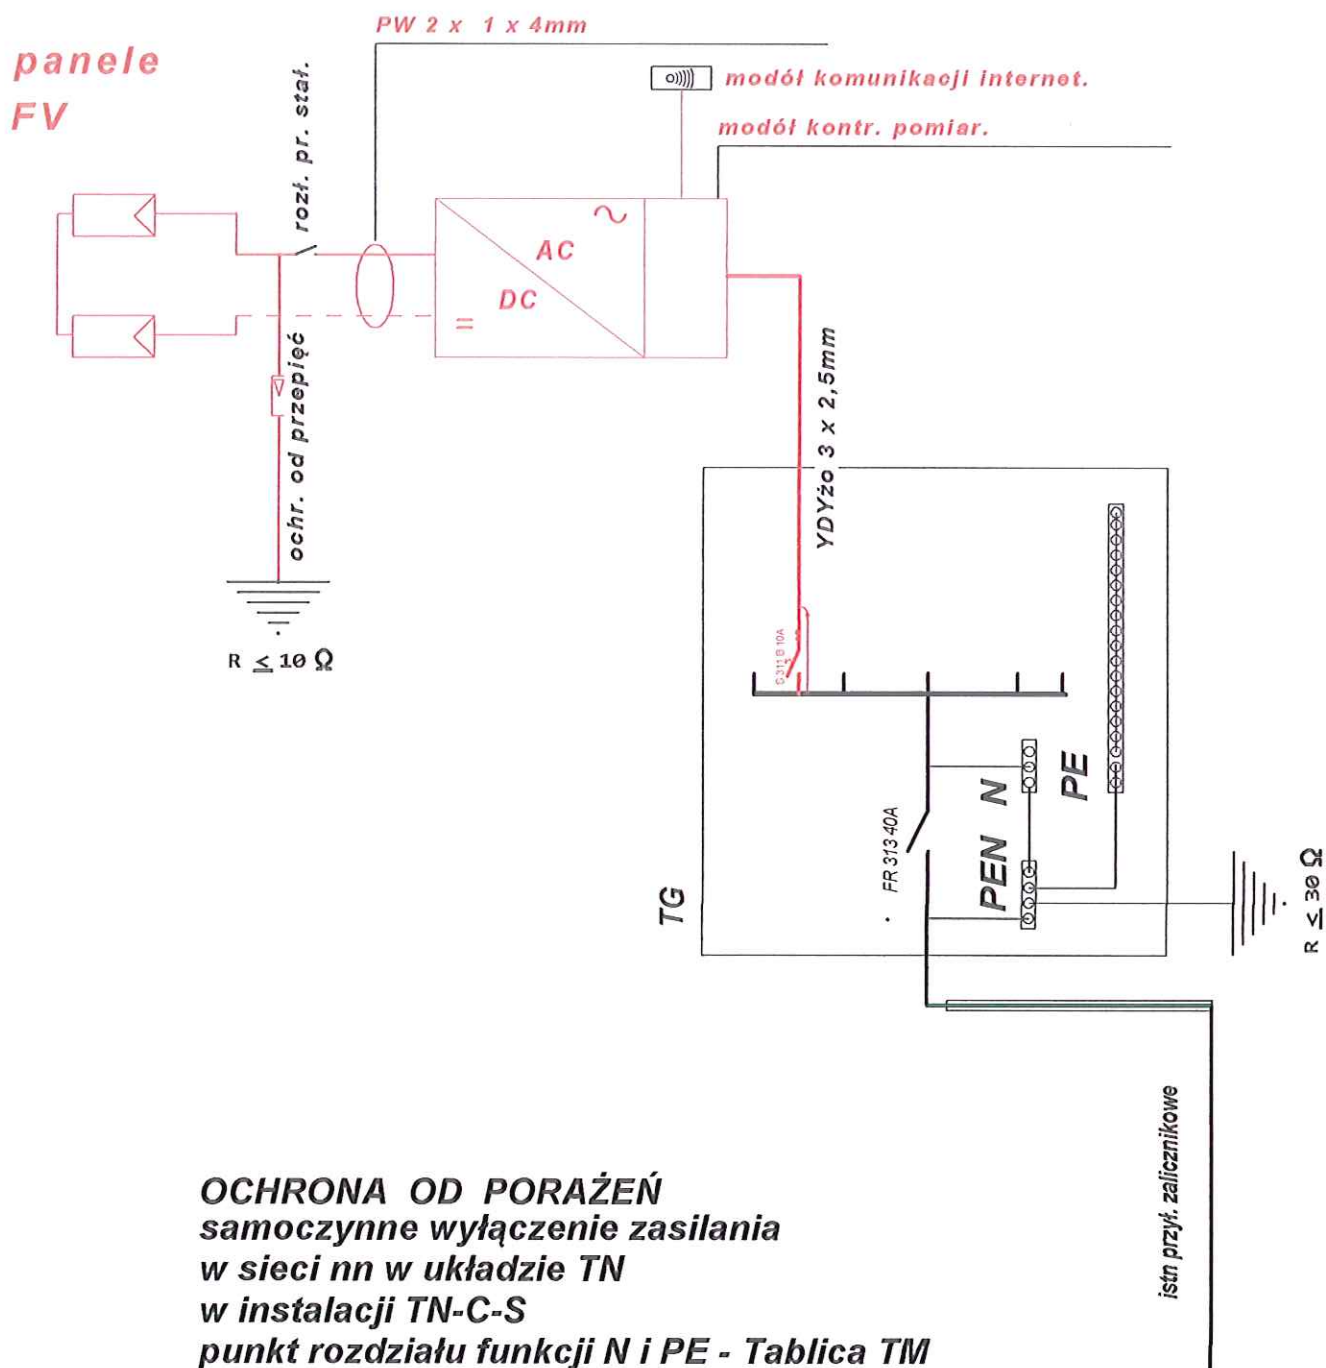 PW 2 x 1 x 4mm
panele
FV
rozł. pr. stał.
modół komunikacji internet.
modół kontr. pomiar.
AC
DC
ochr. od przepięć
YDYżo 3 x 2,5mm
R ≤ 10 Ω
S 311 B 10A
N
PE
FR 313 40A
PEN
TG
R ≤ 30 Ω
istn przył. zalicznikowe
OCHRONA OD PORAŻEŃ
samoczynne wyłączenie zasilania
w sieci nn w układzie TN
w instalacji TN-C-S
punkt rozdziału funkcji N i PE - Tablica TM